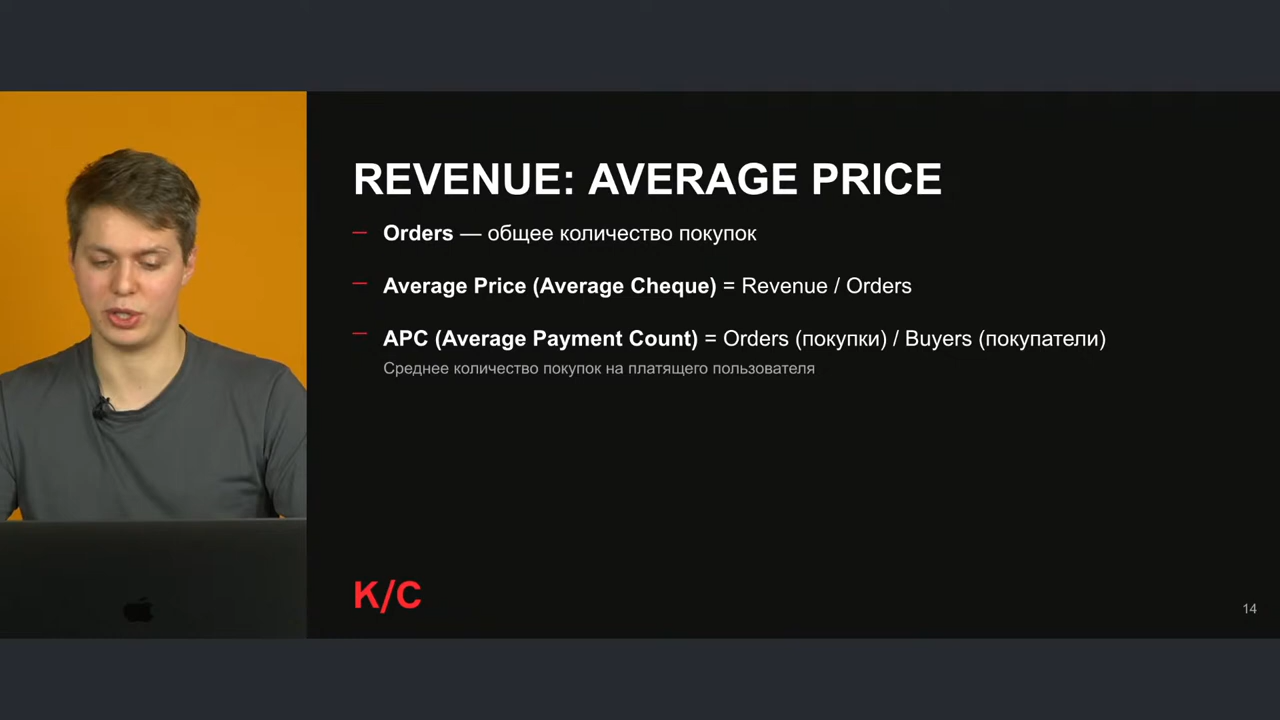 REVENUE: AVERAGE PRICE
— Orders — общее количество покупок
— Average Price (Average Cheque) = Revenue / Orders
— APC (Average Payment Count) = Orders (покупки) / Buyers (покупатели)
Среднее количество покупок на платящего пользователя
K/C
14